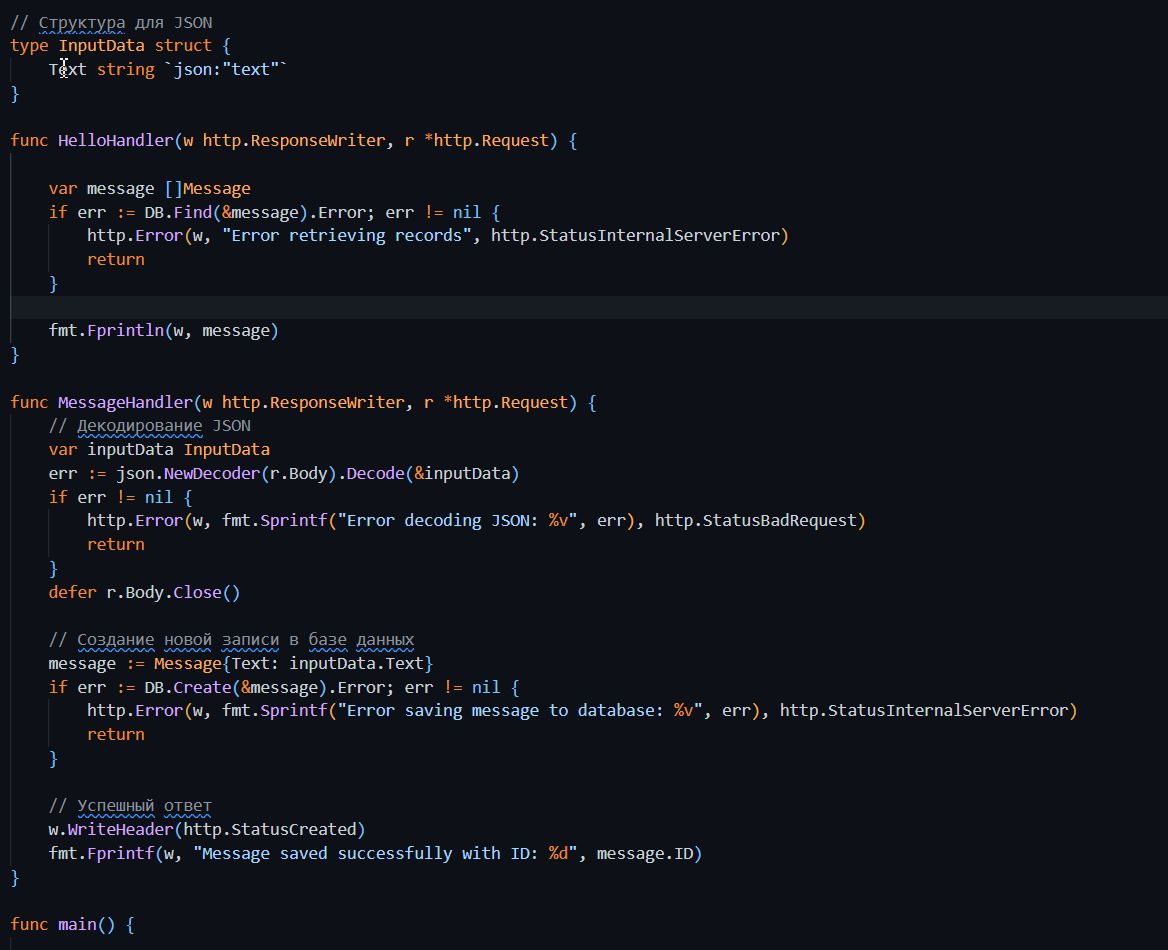 // Структура для JSON
type InputData struct {
    Text string `json:"text"`
}
func HelloHandler(w http.ResponseWriter, r *http.Request) {
    var message []Message
    if err := DB.Find(&message).Error; err != nil {
        http.Error(w, "Error retrieving records", http.StatusInternalServerError)
        return
    }
    fmt.Fprintln(w, message)
}
func MessageHandler(w http.ResponseWriter, r *http.Request) {
    // Декодирование JSON
    var inputData InputData
    err := json.NewDecoder(r.Body).Decode(&inputData)
    if err != nil {
        http.Error(w, fmt.Sprintf("Error decoding JSON: %v", err), http.StatusBadRequest)
        return
    }
    defer r.Body.Close()
    // Создание новой записи в базе данных
    message := Message{Text: inputData.Text}
    if err := DB.Create(&message).Error; err != nil {
        http.Error(w, fmt.Sprintf("Error saving message to database: %v", err), http.StatusInternalServerError)
        return
    }
    // Успешный ответ
    w.WriteHeader(http.StatusCreated)
    fmt.Fprintf(w, "Message saved successfully with ID: %d", message.ID)
}
func main() {